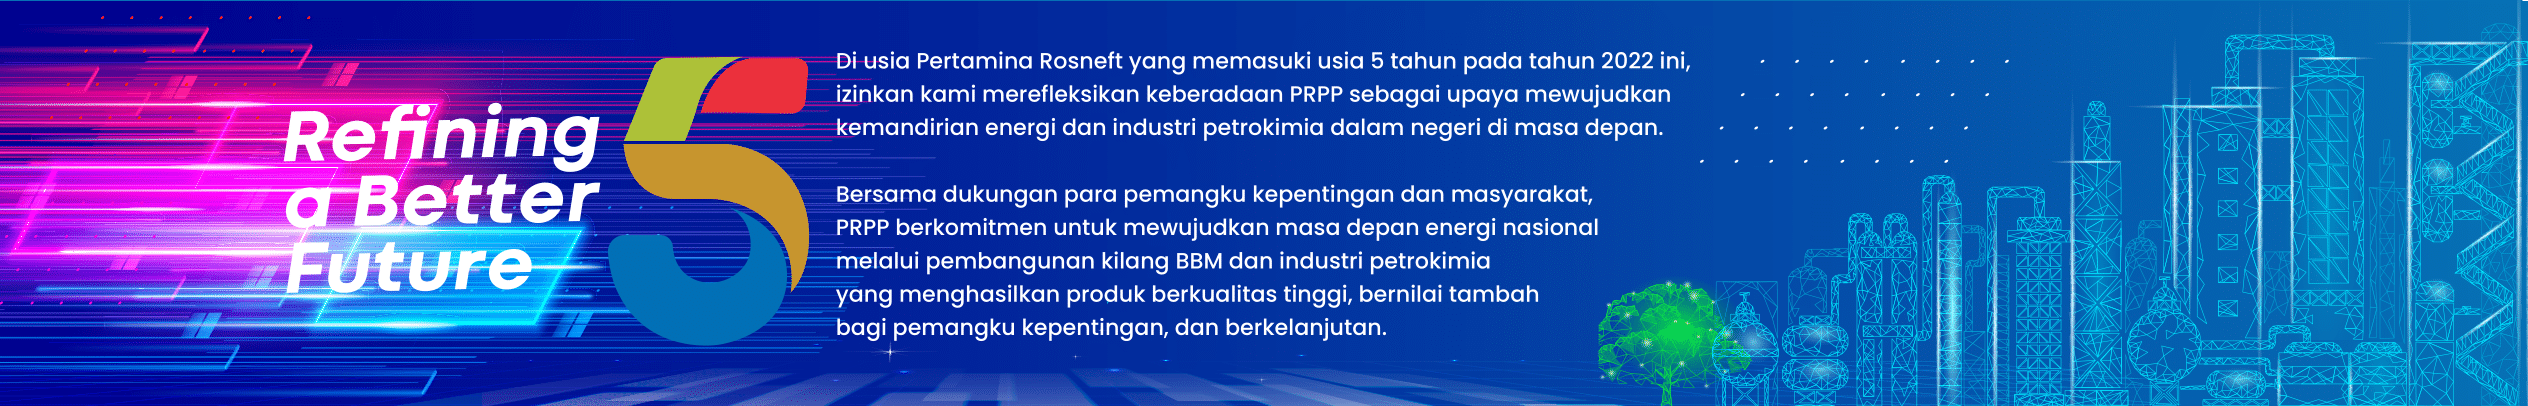 Refining
a Better
Future
5
Di usia Pertamina Rosneft yang memasuki usia 5 tahun pada tahun 2022 ini,
izinkan kami merefleksikan keberadaan PRPP sebagai upaya mewujudkan
kemandirian energi dan industri petrokimia dalam negeri di masa depan.
Bersama dukungan para pemangku kepentingan dan masyarakat,
PRPP berkomitmen untuk mewujudkan masa depan energi nasional
melalui pembangunan kilang BBM dan industri petrokimia
yang menghasilkan produk berkualitas tinggi, bernilai tambah
bagi pemangku kepentingan, dan berkelanjutan.